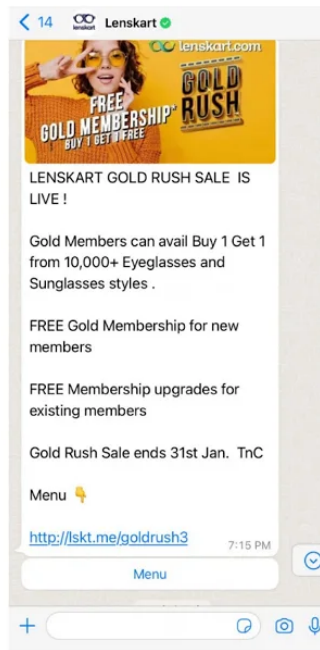 14
lenskart
Lenskart
lenskart.com
FREE
GOLD MEMBERSHIP*
BUY 1 GET 1 FREE
GOLD
RUSH
LENSKART GOLD RUSH SALE IS
LIVE !
Gold Members can avail Buy 1 Get 1
from 10,000+ Eyeglasses and
Sunglasses styles .
FREE Gold Membership for new
members
FREE Membership upgrades for
existing members
Gold Rush Sale ends 31st Jan. TnC
Menu 👇
http://lskt.me/goldrush3
7:15 PM
Menu